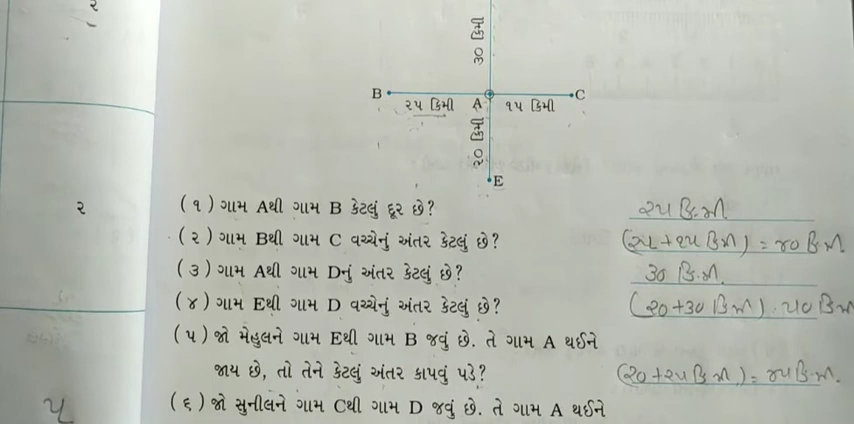 ૨
૩૦ કિમી
B ૨૫ કિમી A ૧૫ કિમી C
૨૦ કિમી
E
૨
(૧) ગામ Aથી ગામ B કેટલું દૂર છે? ૨૫ કિ.મી.
(૨) ગામ Bથી ગામ C વચ્ચેનું અંતર કેટલું છે? (૨૫+૧૫ કિમી) = ૪૦ કિ.મી.
(૩) ગામ Aથી ગામ Dનું અંતર કેટલું છે? ૩૦ કિ.મી.
(૪) ગામ Eથી ગામ D વચ્ચેનું અંતર કેટલું છે? (૨૦+૩૦ કિમી) = ૫૦ કિમી
(૫) જો મેહુલને ગામ Eથી ગામ B જવું છે. તે ગામ A થઈને
જાય છે, તો તેને કેટલું અંતર કાપવું પડે? (૨૦+૨૫ કિ.મી.) = ૪૫ કિ.મી.
૫ (૬) જો સુનીલને ગામ Cથી ગામ D જવું છે. તે ગામ A થઈને